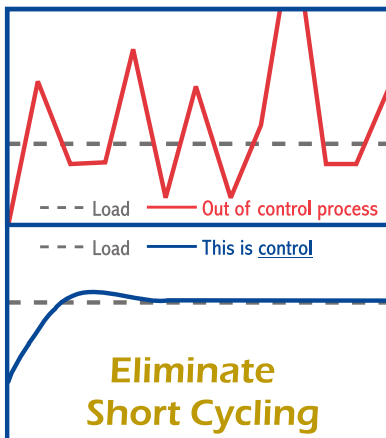 Load Out of control process
Load This is control
Eliminate
Short Cycling